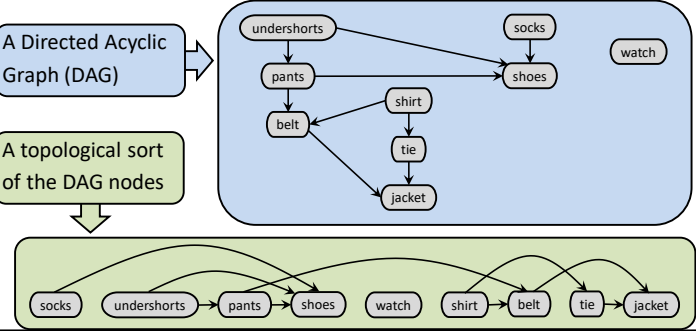 A Directed Acyclic
Graph (DAG)
undershorts
socks
watch
pants
shoes
shirt
belt
tie
jacket
A topological sort
of the DAG nodes
socks undershorts pants shoes watch shirt belt tie jacket